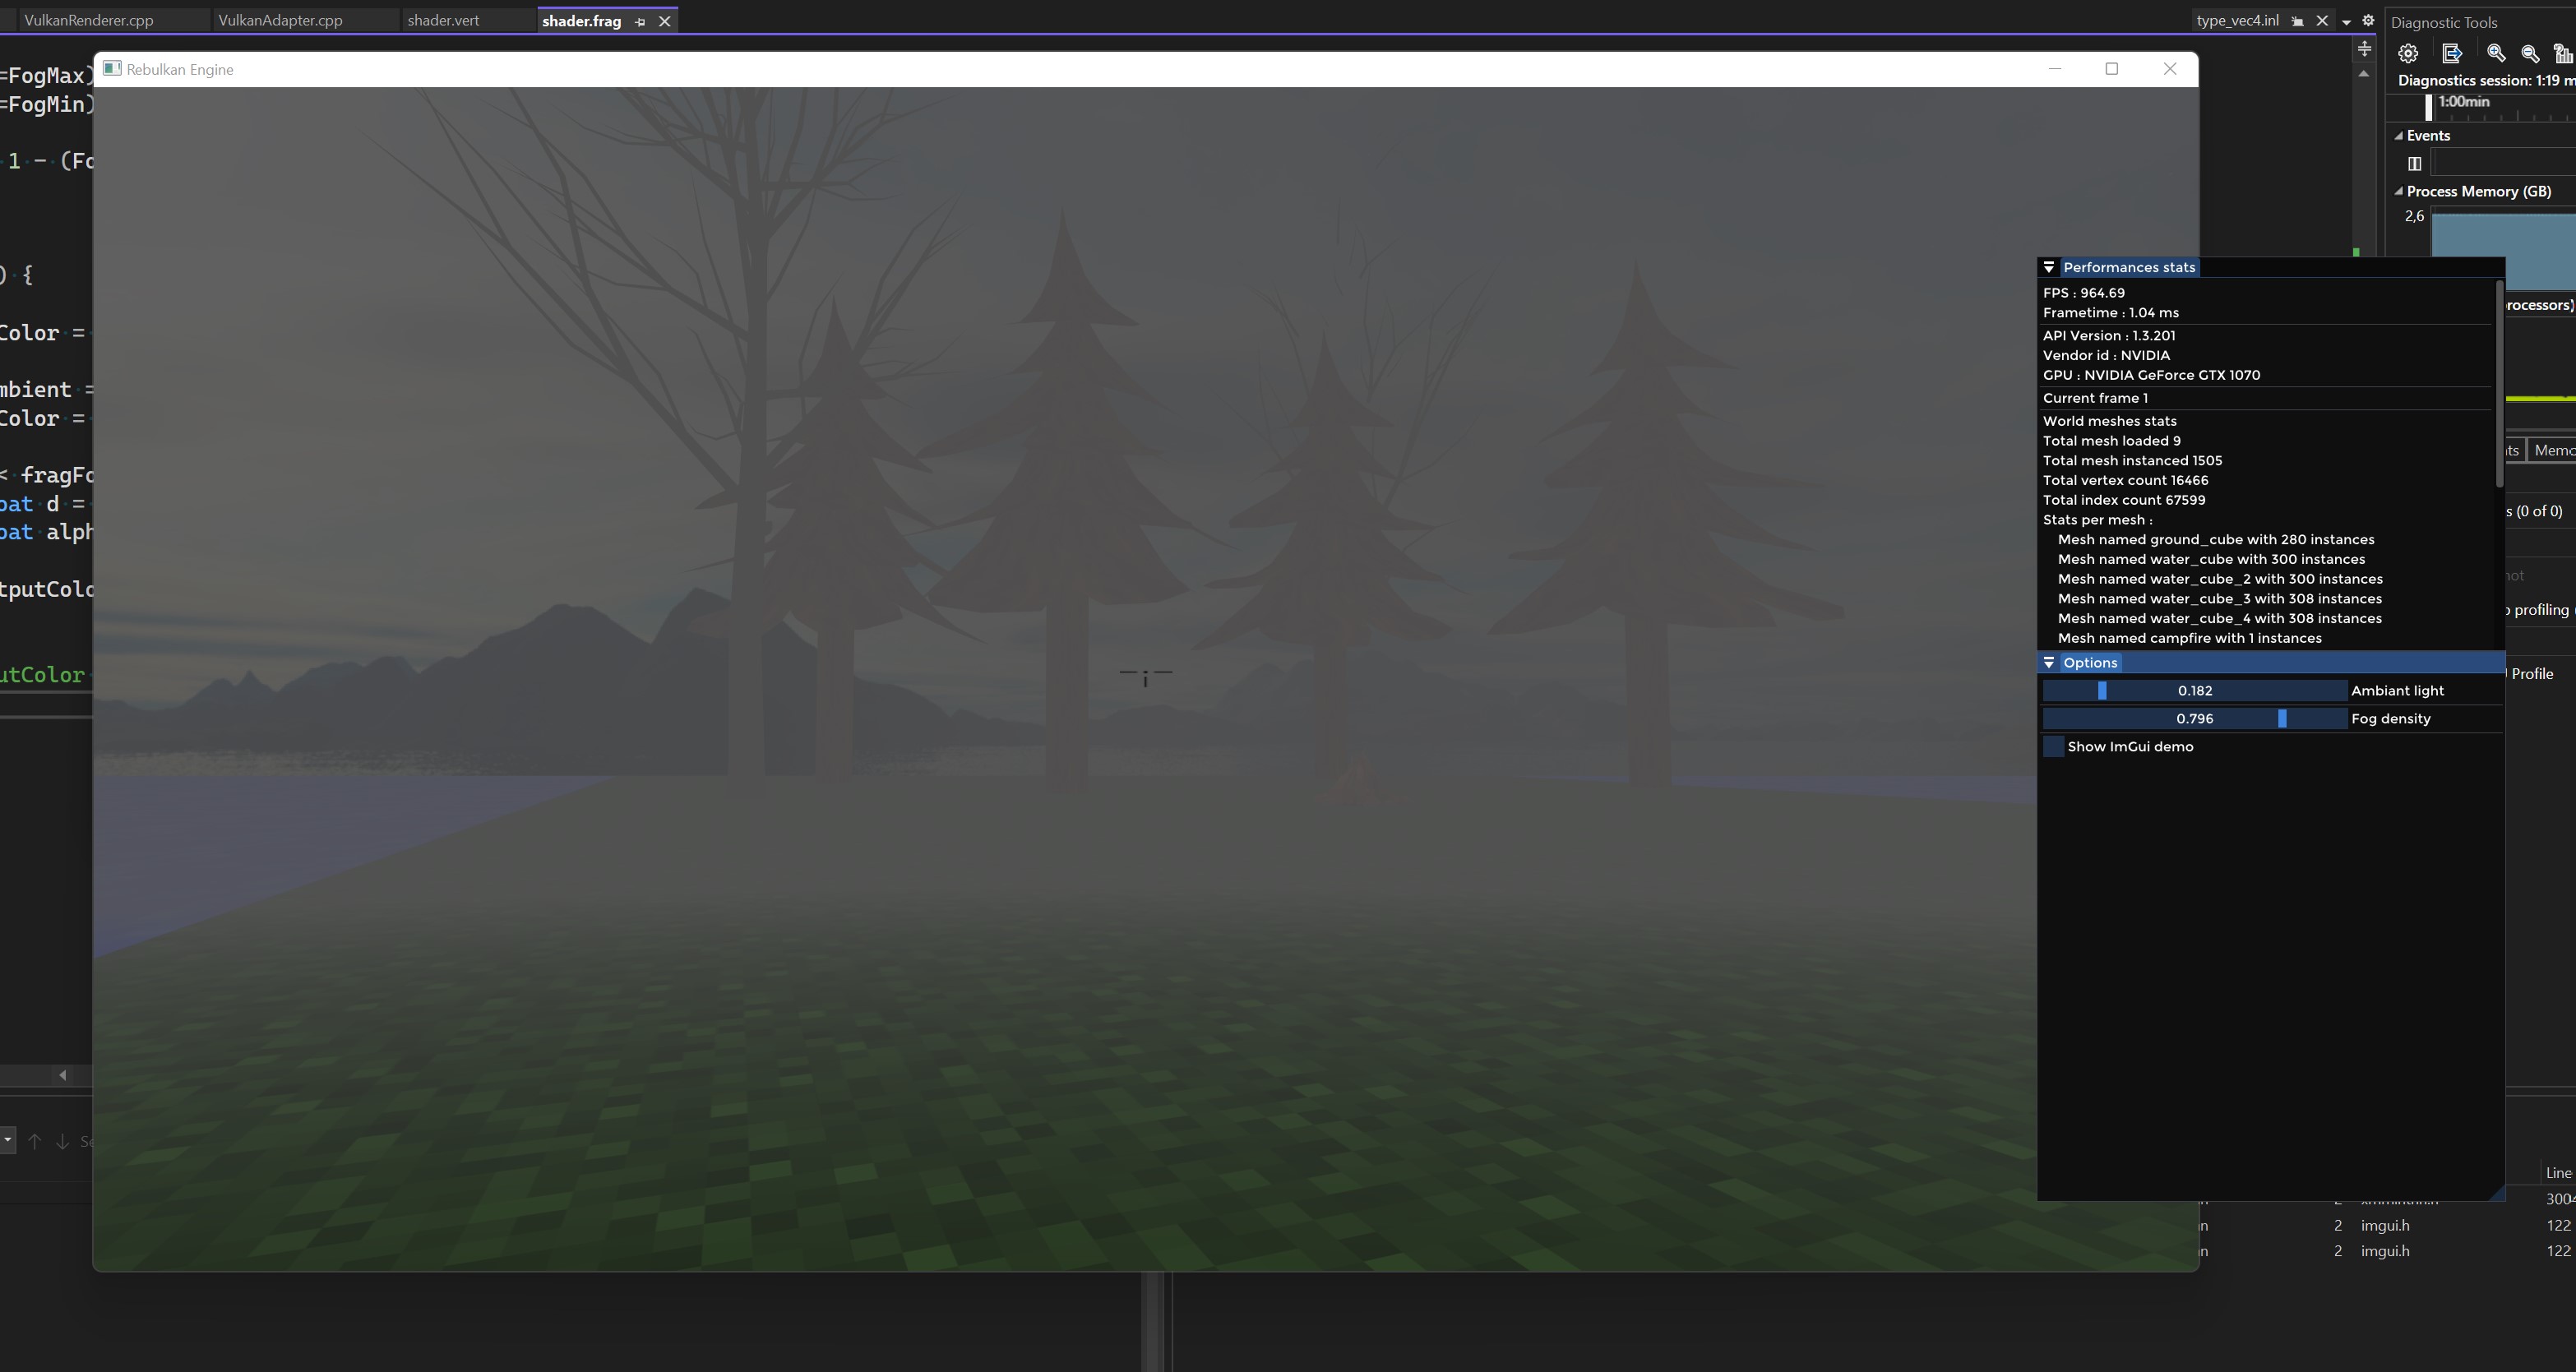 VulkanRenderer.cpp
VulkanAdapter.cpp
shader.vert
shader.frag
type_vec4.inl
Diagnostic Tools
Diagnostics session: 1:19 m
1:00min
Events
Process Memory (GB)
2,6
=FogMax)
=FogMin)
1 - (Fo
) {
Color =
mbient =
Color =
< fragFo
oat d =
oat alph
tputColo
utColor
Rebulkan Engine
Performances stats
FPS : 964.69
Frametime : 1.04 ms
API Version : 1.3.201
Vendor id : NVIDIA
GPU : NVIDIA GeForce GTX 1070
Current frame 1
World meshes stats
Total mesh loaded 9
Total mesh instanced 1505
Total vertex count 16466
Total index count 67599
Stats per mesh :
Mesh named ground_cube with 280 instances
Mesh named water_cube with 300 instances
Mesh named water_cube_2 with 300 instances
Mesh named water_cube_3 with 308 instances
Mesh named water_cube_4 with 308 instances
Mesh named campfire with 1 instances
Options
0.182 Ambiant light
0.796 Fog density
Show ImGui demo
rocessors)
ts
Memo
s (0 of 0)
hot
profiling
Profile
Se
Line
3004
n 2 imgui.h 122
n 2 imgui.h 122